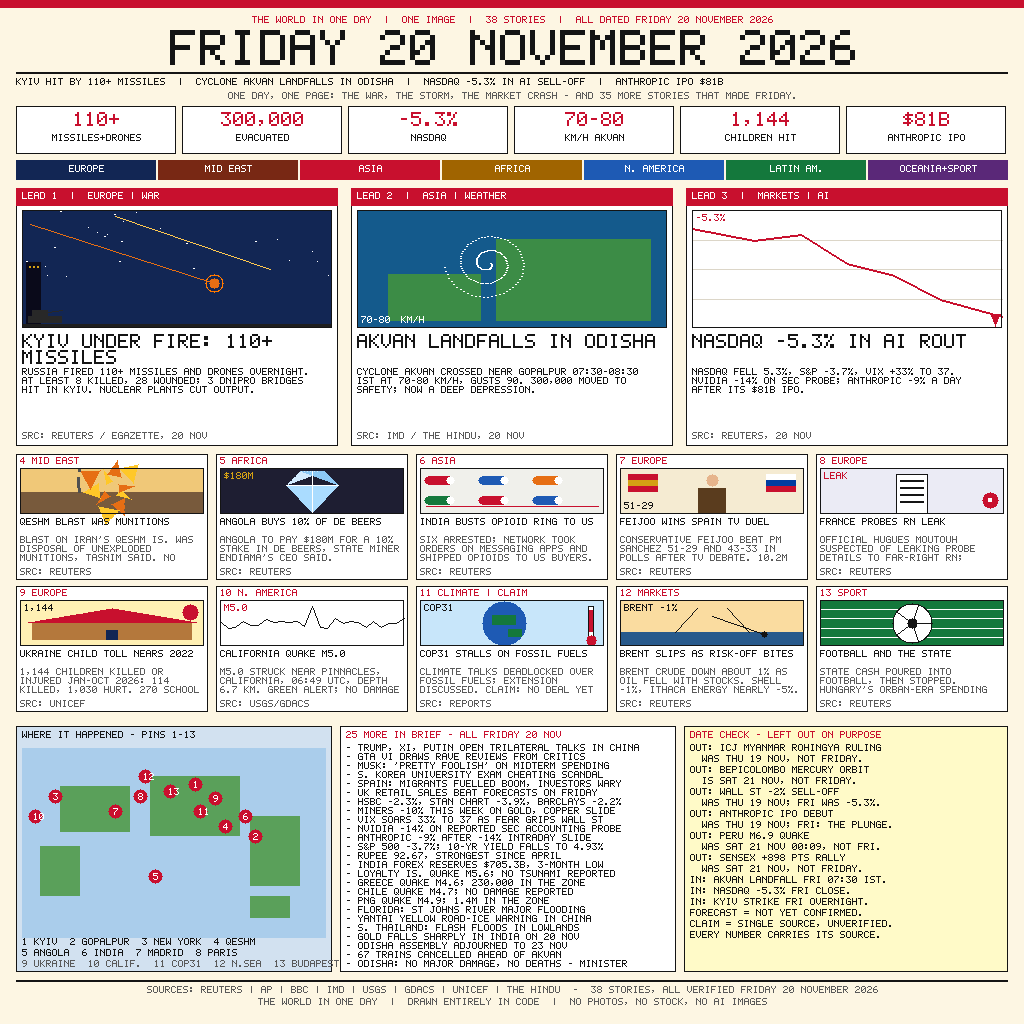 THE WORLD IN ONE DAY | ONE IMAGE | 38 STORIES | ALL DATED FRIDAY 20 NOVEMBER 2026
FRIDAY 20 NOVEMBER 2026
KYIV HIT BY 110+ MISSILES | CYCLONE AKVAN LANDFALLS IN ODISHA | NASDAQ -5.3% IN AI SELL-OFF | ANTHROPIC IPO $81B
ONE DAY, ONE PAGE: THE WAR, THE STORM, THE MARKET CRASH - AND 35 MORE STORIES THAT MADE FRIDAY.
110+
MISSILES+DRONES
300,000
EVACUATED
-5.3%
NASDAQ
70-80
KM/H AKVAN
1,144
CHILDREN HIT
$81B
ANTHROPIC IPO
EUROPE
MID EAST
ASIA
AFRICA
N. AMERICA
LATIN AM.
OCEANIA+SPORT
LEAD 1 | EUROPE | WAR
KYIV UNDER FIRE: 110+
MISSILES
RUSSIA FIRED 110+ MISSILES AND DRONES OVERNIGHT.
AT LEAST 8 KILLED, 28 WOUNDED; 3 DNIPRO BRIDGES
HIT IN KYIV. NUCLEAR PLANTS CUT OUTPUT.
SRC: REUTERS / EGAZETTE, 20 NOV
LEAD 2 | ASIA | WEATHER
70-80 KM/H
AKVAN LANDFALLS IN ODISHA
CYCLONE AKVAN CROSSED NEAR GOPALPUR 07:30-08:30
IST AT 70-80 KM/H, GUSTS 90. 300,000 MOVED TO
SAFETY; NOW A DEEP DEPRESSION.
SRC: IMD / THE HINDU, 20 NOV
LEAD 3 | MARKETS | AI
-5.3%
NASDAQ -5.3% IN AI ROUT
NASDAQ FELL 5.3%, S&P -3.7%, VIX +33% TO 37.
NVIDIA -14% ON SEC PROBE; ANTHROPIC -9% A DAY
AFTER ITS $81B IPO.
SRC: REUTERS, 20 NOV
4 MID EAST
QESHM BLAST WAS MUNITIONS
BLAST ON IRAN'S QESHM IS. WAS
DISPOSAL OF UNEXPLODED
MUNITIONS, TASNIM SAID. NO
SRC: REUTERS
5 AFRICA
$180M
ANGOLA BUYS 10% OF DE BEERS
ANGOLA TO PAY $180M FOR A 10%
STAKE IN DE BEERS, STATE MINER
ENDIAMA'S CEO SAID.
SRC: REUTERS
6 ASIA
INDIA BUSTS OPIOID RING TO US
SIX ARRESTED; NETWORK TOOK
ORDERS ON MESSAGING APPS AND
SHIPPED OPIOIDS TO US BUYERS.
SRC: REUTERS
7 EUROPE
51-29
FEIJOO WINS SPAIN TV DUEL
CONSERVATIVE FEIJOO BEAT PM
SANCHEZ 51-29 AND 43-33 IN
POLLS AFTER TV DEBATE. 10.2M
SRC: REUTERS
8 EUROPE
LEAK
FRANCE PROBES RN LEAK
OFFICIAL HUGUES MOUTOUH
SUSPECTED OF LEAKING PROBE
DETAILS TO FAR-RIGHT RN;
SRC: REUTERS
9 EUROPE
1,144
UKRAINE CHILD TOLL NEARS 2022
1,144 CHILDREN KILLED OR
INJURED JAN-OCT 2026: 114
KILLED, 1,030 HURT. 270 SCHOOL
SRC: UNICEF
10 N. AMERICA
M5.0
CALIFORNIA QUAKE M5.0
M5.0 STRUCK NEAR PINNACLES,
CALIFORNIA, 06:49 UTC, DEPTH
6.7 KM. GREEN ALERT; NO DAMAGE
SRC: USGS/GDACS
11 CLIMATE | CLAIM
COP31
COP31 STALLS ON FOSSIL FUELS
CLIMATE TALKS DEADLOCKED OVER
FOSSIL FUELS; EXTENSION
DISCUSSED. CLAIM: NO DEAL YET
SRC: REPORTS
12 MARKETS
BRENT -1%
BRENT SLIPS AS RISK-OFF BITES
BRENT CRUDE DOWN ABOUT 1% AS
OIL FELL WITH STOCKS. SHELL
-1%, ITHACA ENERGY NEARLY -5%.
SRC: REUTERS
13 SPORT
FOOTBALL AND THE STATE
STATE CASH POURED INTO
FOOTBALL, THEN STOPPED.
HUNGARY'S ORBAN-ERA SPENDING
SRC: REUTERS
WHERE IT HAPPENED - PINS 1-13
12
1
13
3
8
9
10
7
11
6
4
2
5
1 KYIV 2 GOPALPUR 3 NEW YORK 4 QESHM
5 ANGOLA 6 INDIA 7 MADRID 8 PARIS
9 UKRAINE 10 CALIF. 11 COP31 12 N.SEA 13 BUDAPEST
25 MORE IN BRIEF - ALL FRIDAY 20 NOV
- TRUMP, XI, PUTIN OPEN TRILATERAL TALKS IN CHINA
- GTA VI DRAWS RAVE REVIEWS FROM CRITICS
- MUSK: 'PRETTY FOOLISH' ON MIDTERM SPENDING
- S. KOREA UNIVERSITY EXAM CHEATING SCANDAL
- SPAIN: MIGRANTS FUELLED BOOM, INVESTORS WARY
- UK RETAIL SALES BEAT FORECASTS ON FRIDAY
- HSBC -2.3%, STAN CHART -3.9%, BARCLAYS -2.2%
- MINERS -10% THIS WEEK ON GOLD, COPPER SLIDE
- VIX SOARS 33% TO 37 AS FEAR GRIPS WALL ST
- NVIDIA -14% ON REPORTED SEC ACCOUNTING PROBE
- ANTHROPIC -9% AFTER -14% INTRADAY SLIDE
- S&P 500 -3.7%; 10-YR YIELD FALLS TO 4.93%
- RUPEE 92.67, STRONGEST SINCE APRIL
- INDIA FOREX RESERVES $705.3B, 3-MONTH LOW
- LOYALTY IS. QUAKE M5.6; NO TSUNAMI REPORTED
- GREECE QUAKE M4.6; 230,000 IN THE ZONE
- CHILE QUAKE M4.7; NO DAMAGE REPORTED
- PNG QUAKE M4.9; 1.4M IN THE ZONE
- FLORIDA: ST JOHNS RIVER MAJOR FLOODING
- YANTAI YELLOW ROAD-ICE WARNING IN CHINA
- S. THAILAND: FLASH FLOODS IN LOWLANDS
- GOLD FALLS SHARPLY IN INDIA ON 20 NOV
- ODISHA ASSEMBLY ADJOURNED TO 23 NOV
- 67 TRAINS CANCELLED AHEAD OF AKVAN
- ODISHA: NO MAJOR DAMAGE, NO DEATHS - MINISTER
DATE CHECK - LEFT OUT ON PURPOSE
OUT: ICJ MYANMAR ROHINGYA RULING
WAS THU 19 NOV, NOT FRIDAY.
OUT: BEPICOLOMBO MERCURY ORBIT
IS SAT 21 NOV, NOT FRIDAY.
OUT: WALL ST -2% SELL-OFF
WAS THU 19 NOV; FRI WAS -5.3%.
OUT: ANTHROPIC IPO DEBUT
WAS THU 19 NOV; FRI: THE PLUNGE.
OUT: PERU M6.9 QUAKE
WAS SAT 21 NOV 00:09, NOT FRI.
OUT: SENSEX +898 PTS RALLY
WAS SAT 21 NOV, NOT FRIDAY.
IN: AKVAN LANDFALL FRI 07:30 IST.
IN: NASDAQ -5.3% FRI CLOSE.
IN: KYIV STRIKE FRI OVERNIGHT.
FORECAST = NOT YET CONFIRMED.
CLAIM = SINGLE SOURCE, UNVERIFIED.
EVERY NUMBER CARRIES ITS SOURCE.
SOURCES: REUTERS | AP | BBC | IMD | USGS | GDACS | UNICEF | THE HINDU - 38 STORIES, ALL VERIFIED FRIDAY 20 NOVEMBER 2026
THE WORLD IN ONE DAY | DRAWN ENTIRELY IN CODE | NO PHOTOS, NO STOCK, NO AI IMAGES